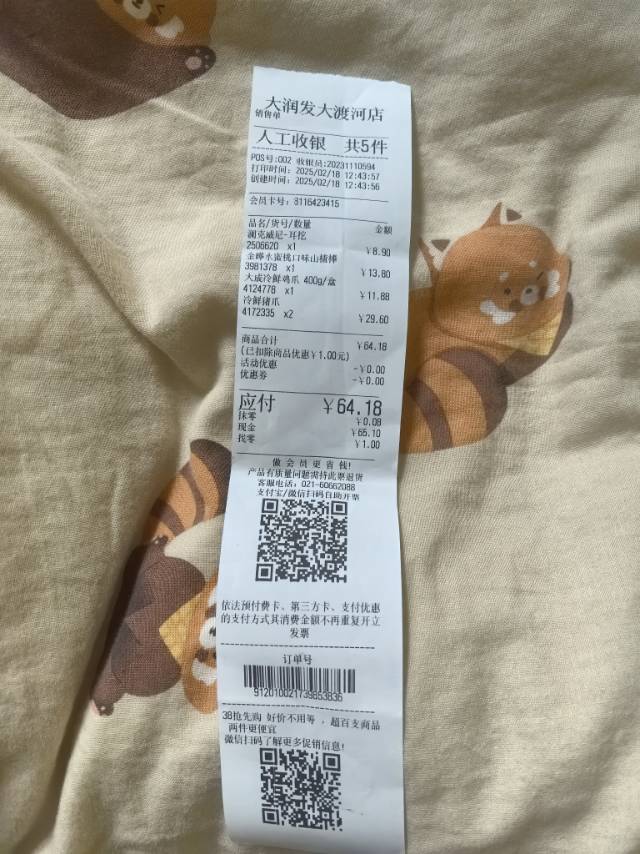 大润发大渡河店
销售单
人工收银 共5件
POS号:002 收银员:20231110594
打印时间: 2025/02/18 12:43:57
创建时间: 2025/02/18 12:43:56
会员卡号: 8116423415
品名/货号/数量 金额
澜克威尼-耳挖
2506620 x1 ¥8.90
金晔水蜜桃口味山楂棒
3981378 x1 ¥13.80
大成冷鲜鸡爪 400g/盒
4124778 x1 ¥11.88
冷鲜猪爪
4172335 x2 ¥29.60
商品合计 ¥64.18
(已扣除商品优惠¥1.00元)
活动优惠 -¥0.00
优惠券 -¥0.00
应付 ¥64.18
抹零 ¥0.08
现金 ¥65.10
找零 ¥1.00
做会员更省钱!
产品有质量问题需持此票退货
客服电话: 021-60662088
支付宝/微信扫码自助开票
依法预付费卡、第三方卡、支付优惠
的支付方式其消费金额不再重复开立
发票
订单号
912010021739853836
3B抢先购 好价不用等 , 超百支商品
两件更便宜
微信扫码了解更多促销信息!